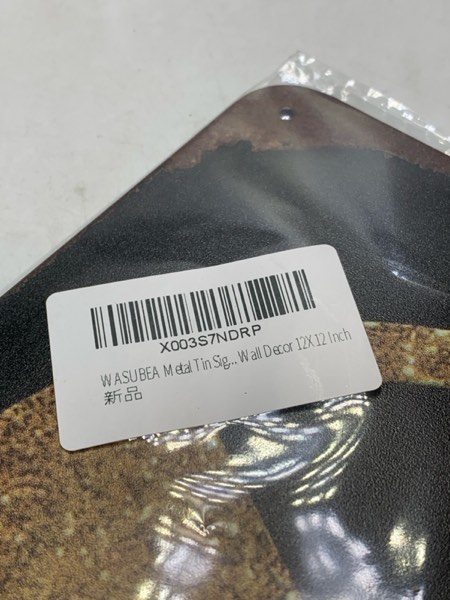 X003S7NDRP
WASUBEA Metal Tin Sig... Wall Decor 12X12 Inch
新品